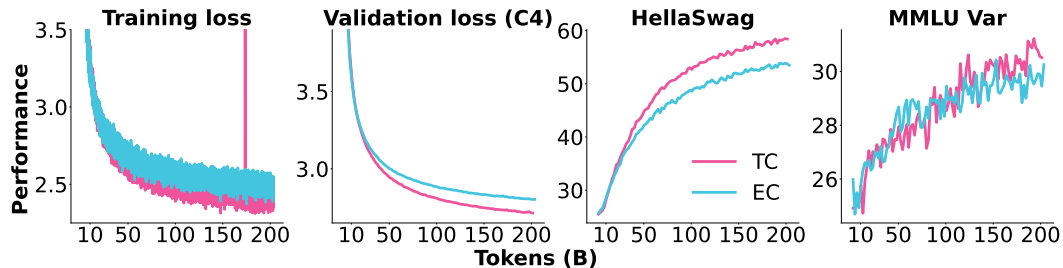 Training loss
Validation loss (C4)
HellaSwag
MMLU Var
Performance
3.5
3.0
2.5
10 50 100 150 200
3.5
3.0
10 50 100 150 200
60
50
40
30
10 50 100 150 200
TC
EC
30
28
26
10 50 100 150 200
Tokens (B)